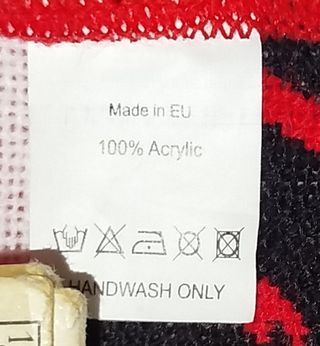 Made in EU
100% Acrylic
HANDWASH ONLY